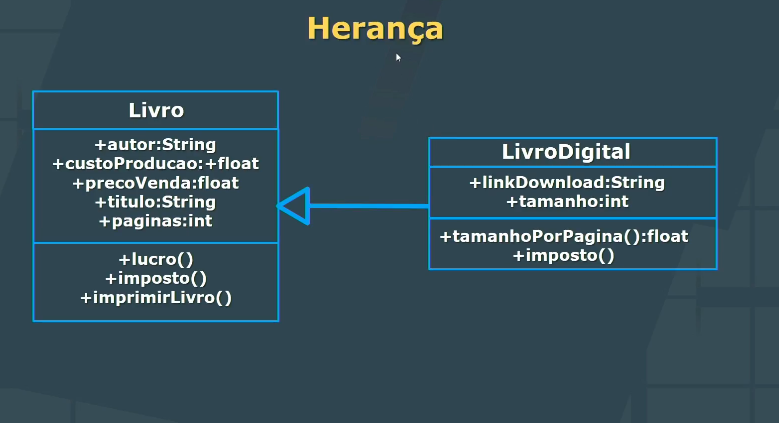 Herança
Livro
+autor:String
+custoProducao:+float
+precoVenda:float
+titulo:String
+paginas:int
+lucro()
+imposto()
+imprimirLivro()
LivroDigital
+linkDownload:String
+tamanho:int
+tamanhoPorPagina():float
+imposto()